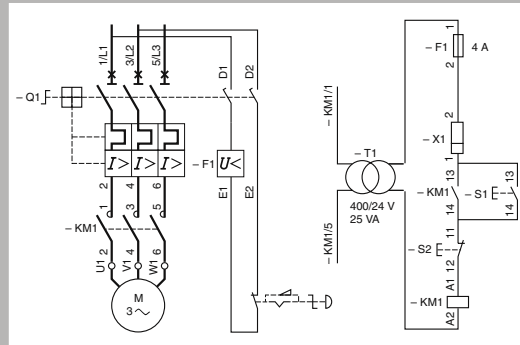 1/L1
3/L2
5/L3
D1
D2
– Q1
I>
I>
I>
– F1
U<
2
4
6
E1
E2
1
3
5
– KM1
2
4
6
U1
V1
W1
M
3 ~
– KM1/1
– KM1/5
– T1
400/24 V
25 VA
1
– F1
4 A
2
2
– X1
1
13
– KM1
14
13
– S1
14
11
– S2
12
A1
– KM1
A2